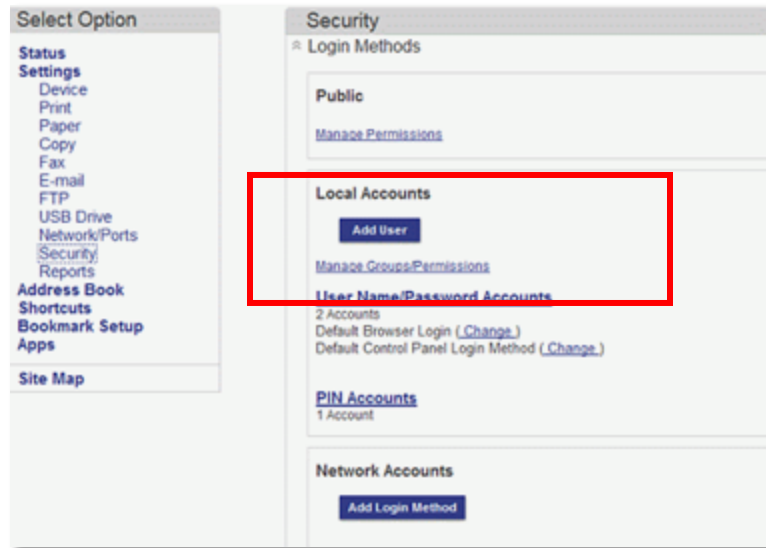 Select Option
Status
Settings
Device
Print
Paper
Copy
Fax
E-mail
FTP
USB Drive
Network/Ports
Security
Reports
Address Book
Shortcuts
Bookmark Setup
Apps
Site Map
Security
Login Methods
Public
Manage Permissions
Local Accounts
Add User
Manage Groups/Permissions
User Name/Password Accounts
2 Accounts
Default Browser Login ( Change )
Default Control Panel Login Method ( Change )
PIN Accounts
1 Account
Network Accounts
Add Login Method